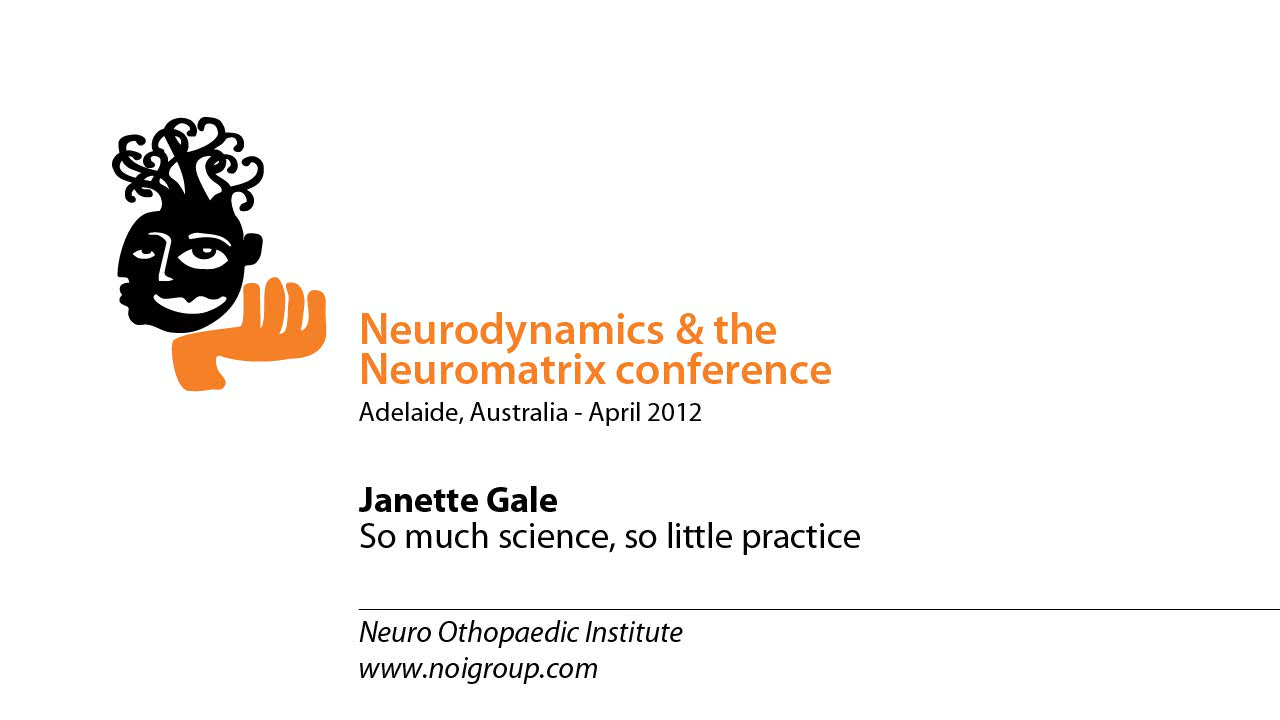 Neurodynamics & the
Neuromatrix conference
Adelaide, Australia - April 2012
Janette Gale
So much science, so little practice
Neuro Othopaedic Institute
www.noigroup.com